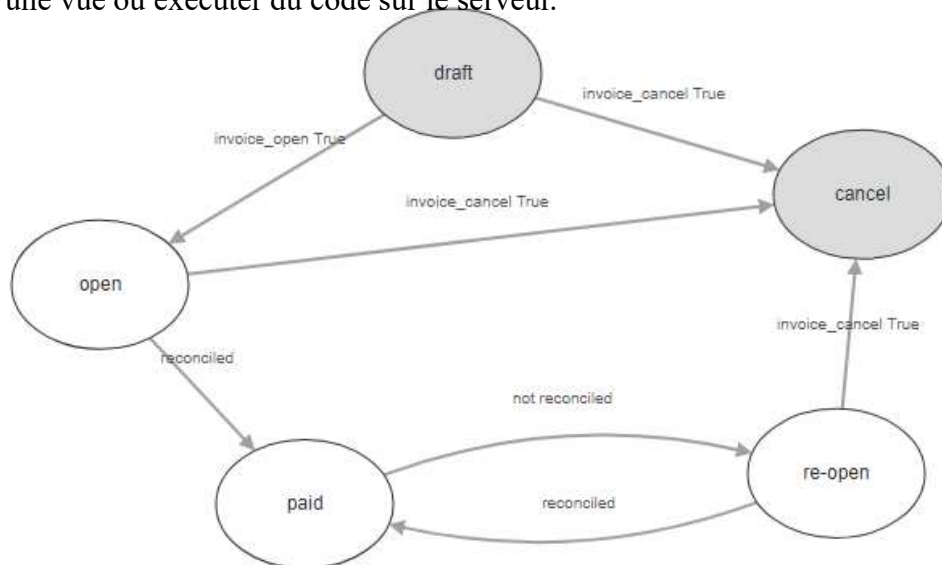 une vue ou exécuter du code sur le serveur.
draft
invoice_cancel True
invoice_open True
cancel
invoice_cancel True
open
invoice_cancel True
reconciled
not reconciled
re-open
paid
reconciled